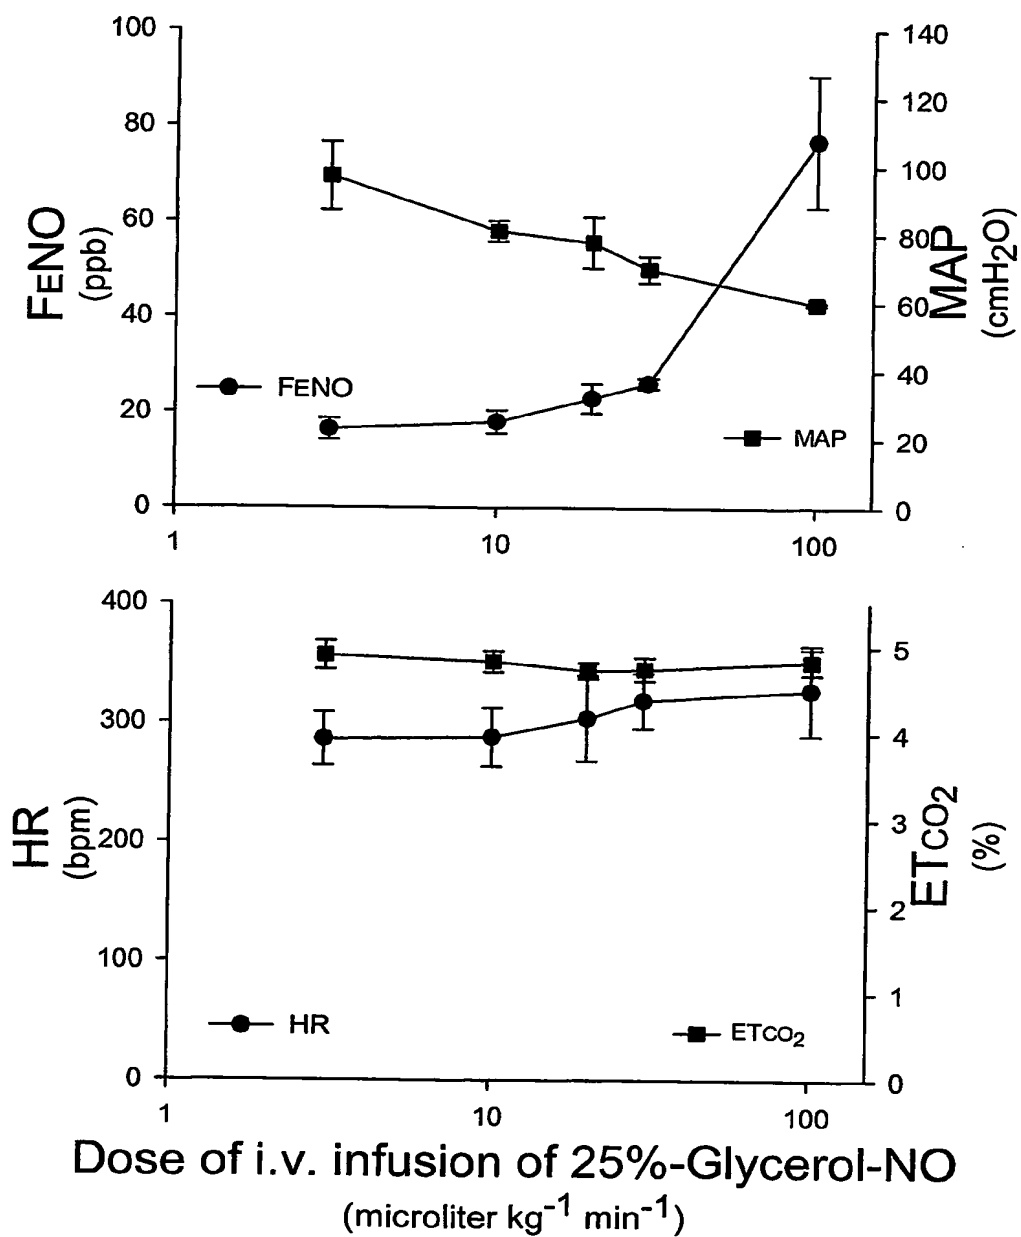 100
80
60
40
20
0
FENO
(ppb)
140
120
100
80
60
40
20
0
MAP
(cmH2O)
FENO
MAP
1
10
100
400
300
200
100
0
HR
(bpm)
5
4
3
2
1
0
ETCO2
(%)
HR
ETCO2
1
10
100
Dose of i.v. infusion of 25%-Glycerol-NO
(microliter kg-1 min-1)